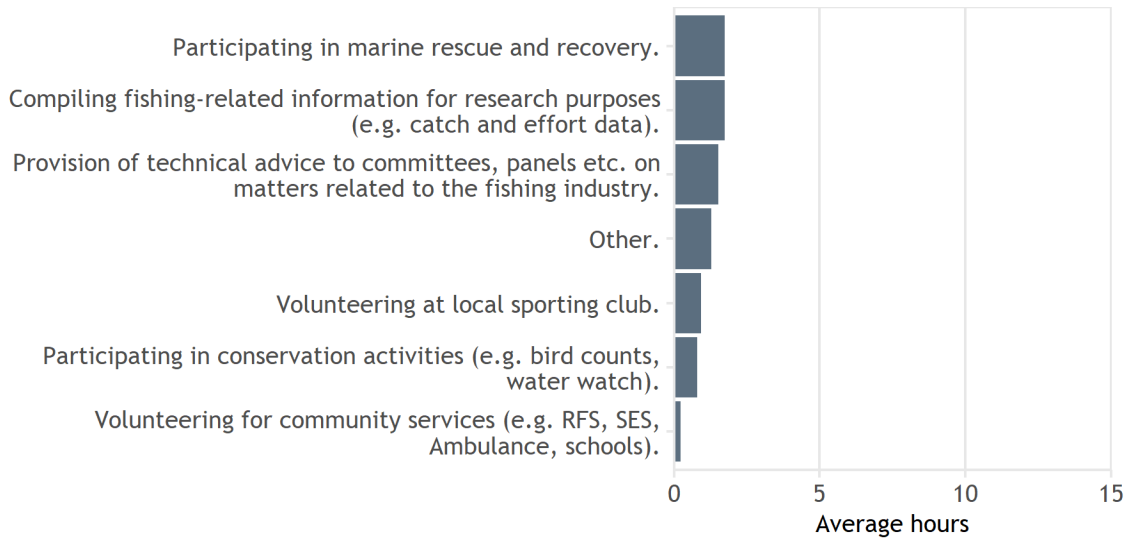 Participating in marine rescue and recovery.
Compiling fishing-related information for research purposes
(e.g. catch and effort data).
Provision of technical advice to committees, panels etc. on
matters related to the fishing industry.
Other.
Volunteering at local sporting club.
Participating in conservation activities (e.g. bird counts,
water watch).
Volunteering for community services (e.g. RFS, SES,
Ambulance, schools).
0 5 10 15
Average hours